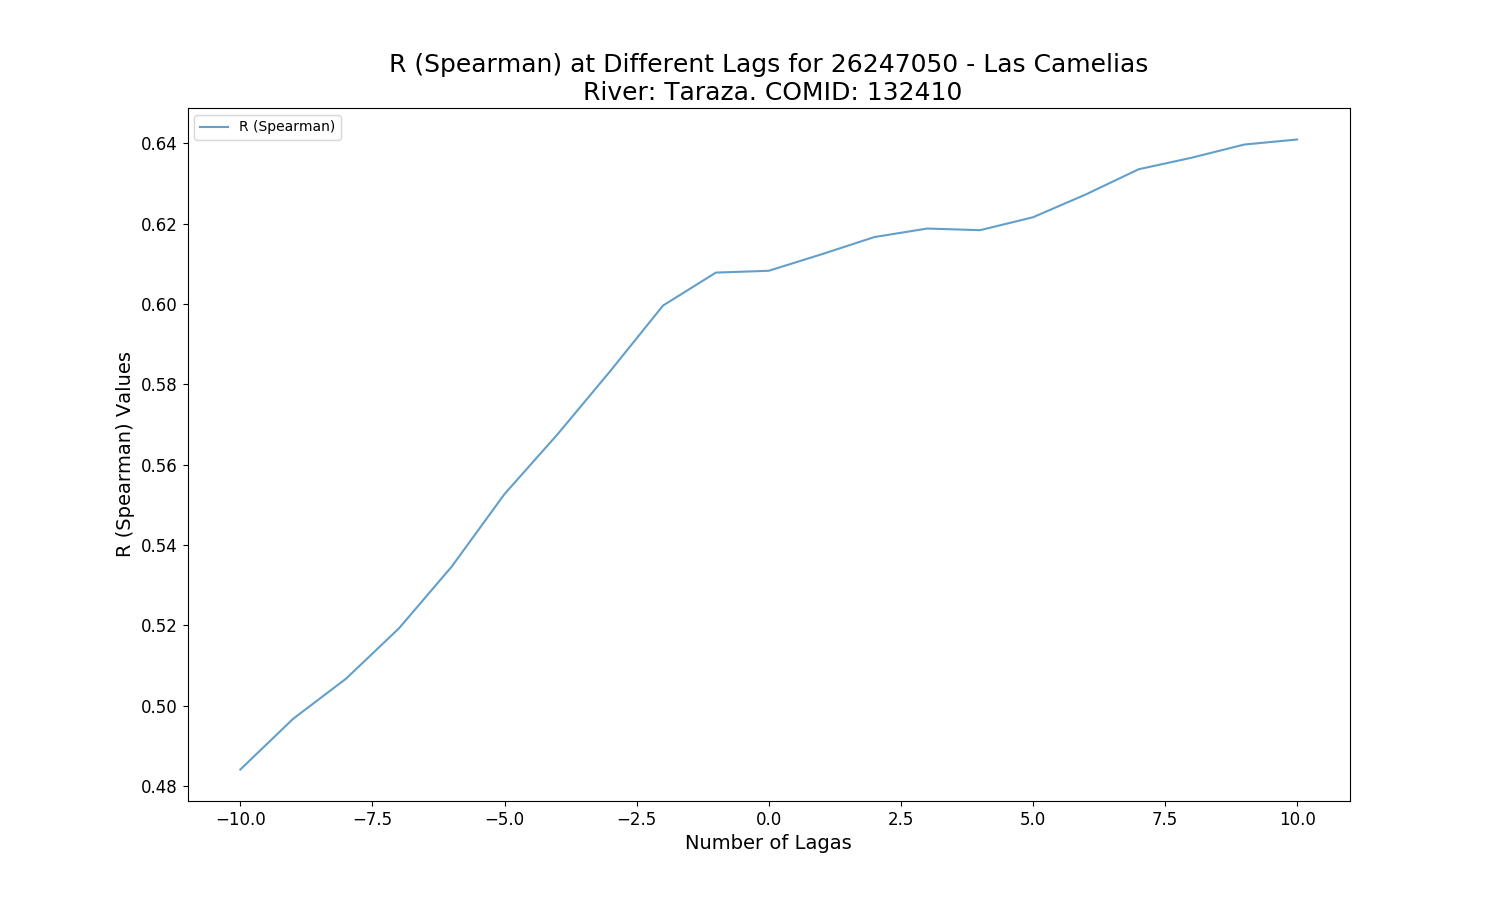 R (Spearman) at Different Lags for 26247050 - Las Camelias
River: Taraza. COMID: 132410
R (Spearman)
0.64
0.62
0.60
0.58
0.56
0.54
0.52
0.50
0.48
R (Spearman) Values
−10.0 −7.5 −5.0 −2.5 0.0 2.5 5.0 7.5 10.0
Number of Lagas